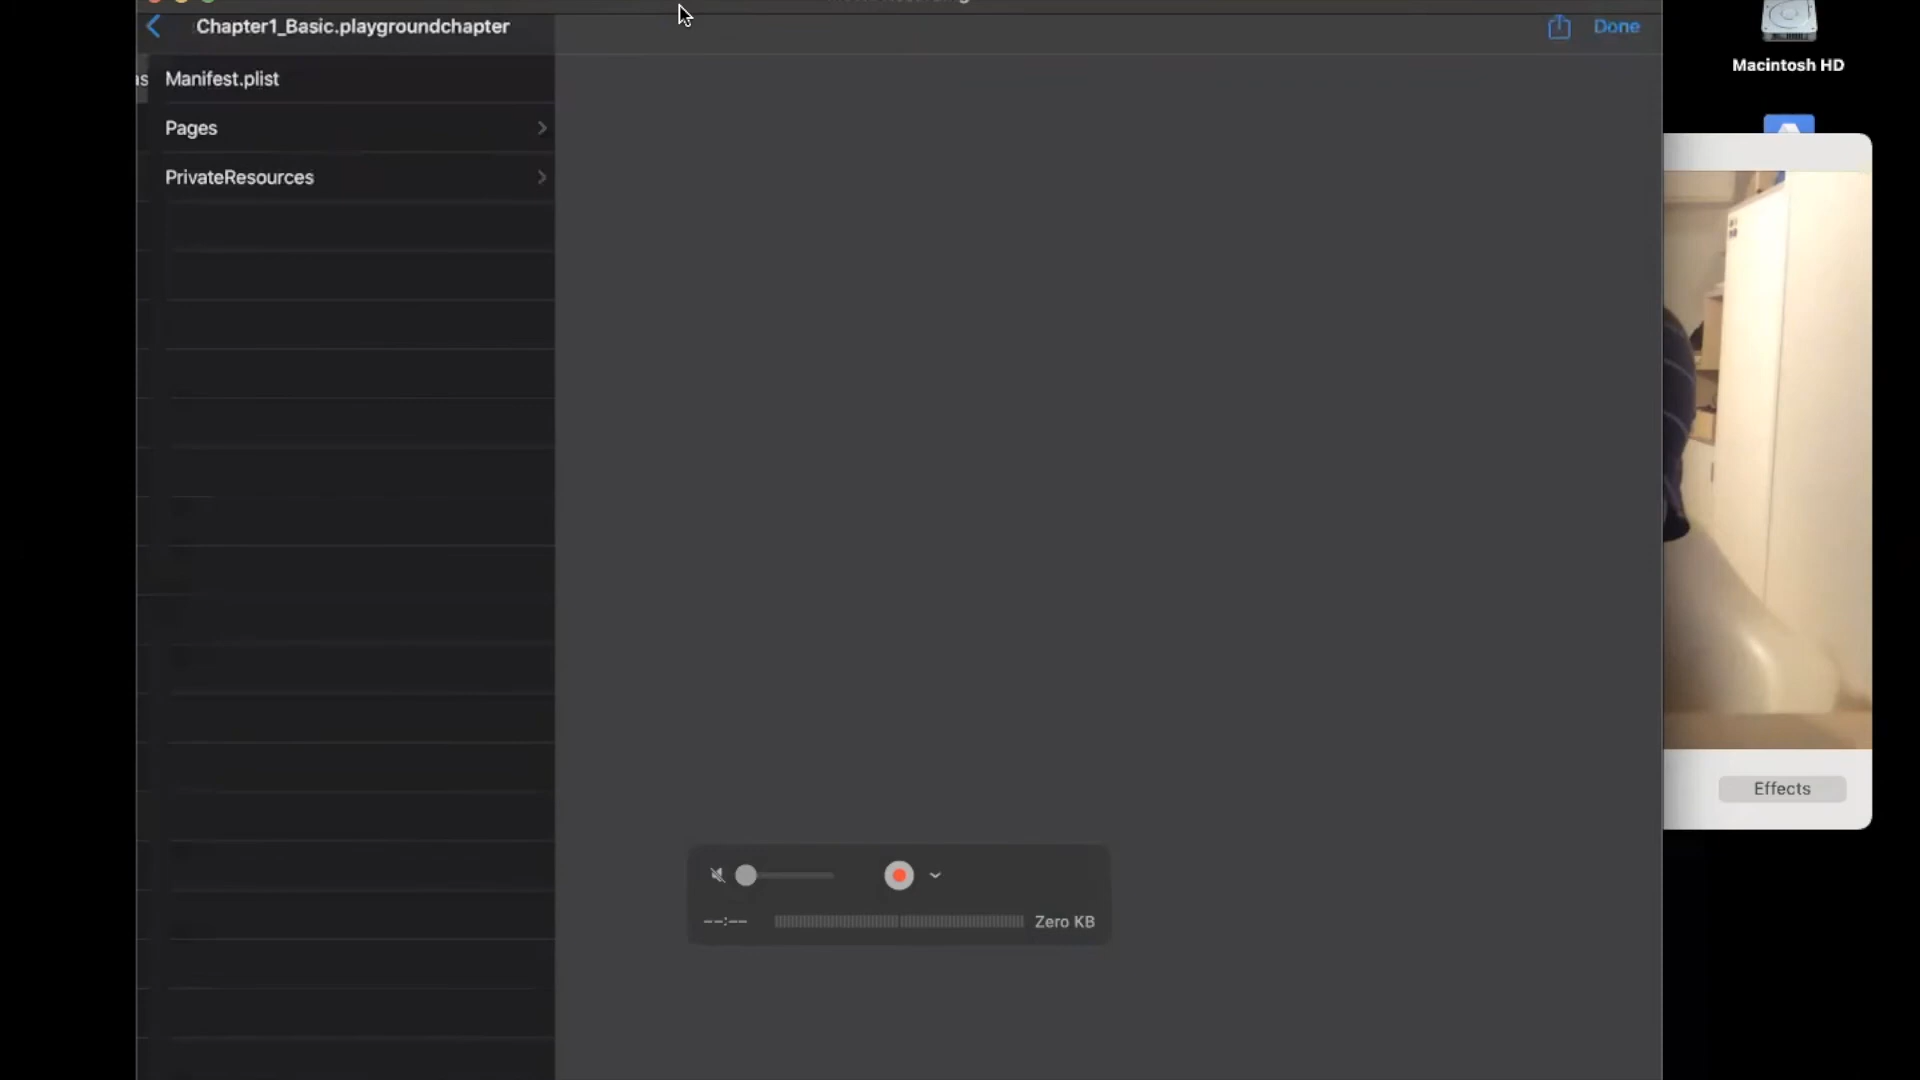 Chapter1_Basic.playgroundchapter
Done
Manifest.plist
Pages
PrivateResources
Macintosh HD
Effects
--:--
Zero KB